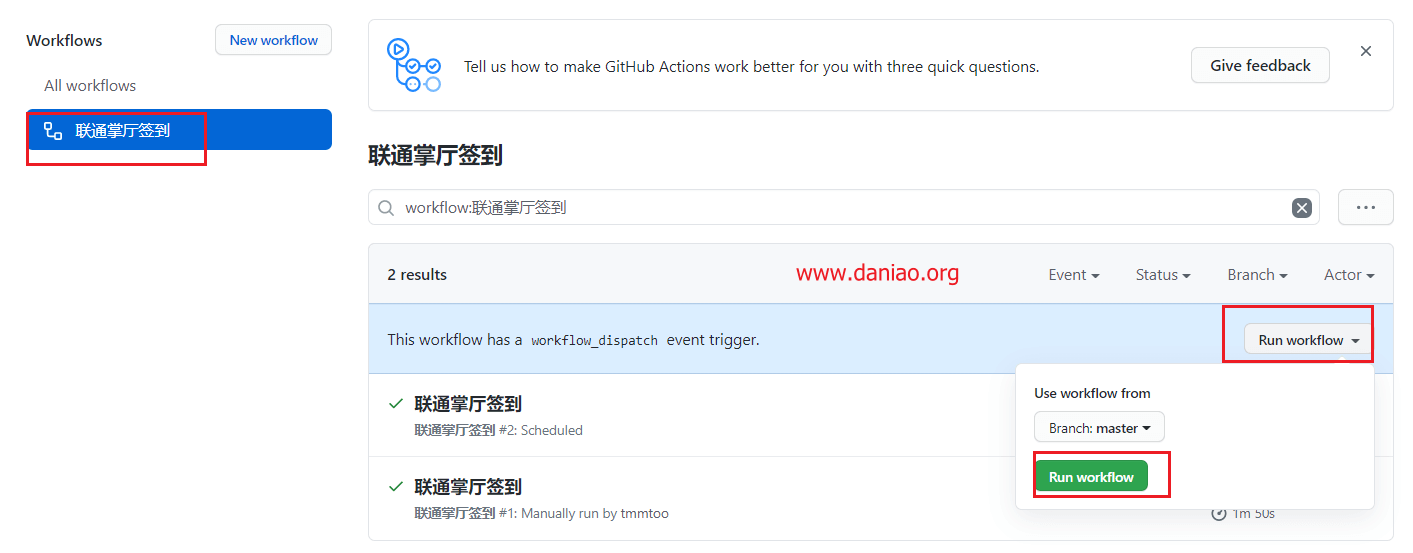 Workflows
New workflow
All workflows
联通掌厅签到
Tell us how to make GitHub Actions work better for you with three quick questions.
Give feedback
联通掌厅签到
workflow:联通掌厅签到
2 results
www.daniao.org
Event
Status
Branch
Actor
This workflow has a workflow_dispatch event trigger.
Run workflow
Use workflow from
Branch: master
Run workflow
联通掌厅签到
联通掌厅签到 #2: Scheduled
联通掌厅签到
联通掌厅签到 #1: Manually run by tmmtoo
1m 50s